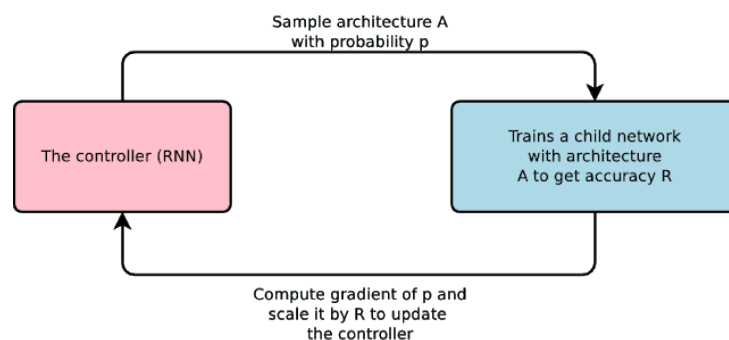 Sample architecture A
with probability p
The controller (RNN)
Trains a child network
with architecture
A to get accuracy R
Compute gradient of p and
scale it by R to update
the controller